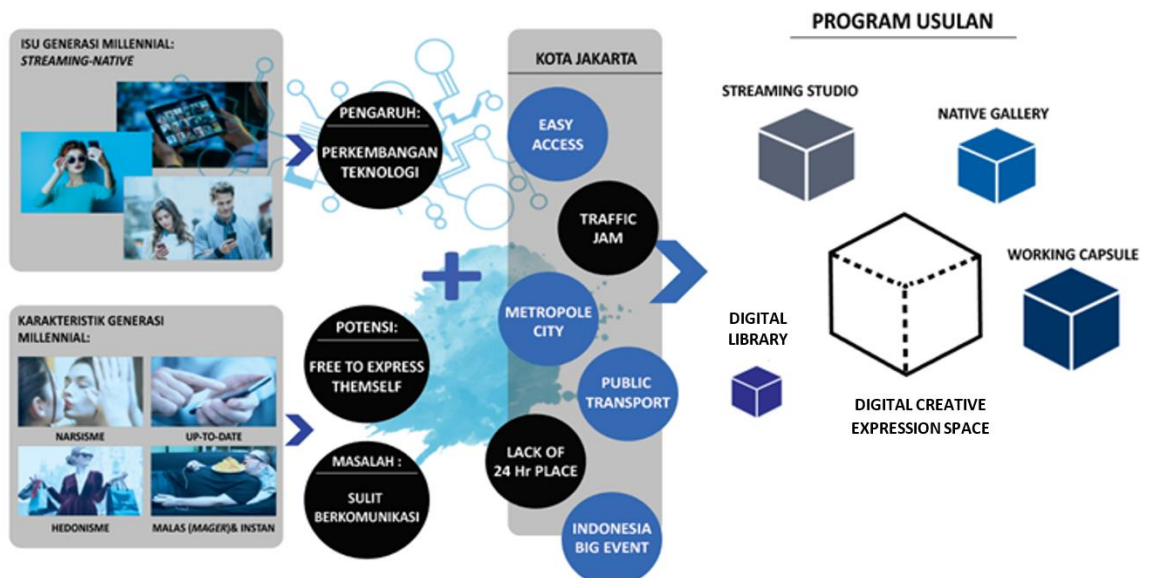 ISU GENERASI MILLENNIAL:
STREAMING-NATIVE
PENGARUH:
PERKEMBANGAN
TEKNOLOGI
KARAKTERISTIK GENERASI
MILLENNIAL:
NARSISME
UP-TO-DATE
HEDONISME
MALAS (MAGER)& INSTAN
POTENSI:
FREE TO EXPRESS
THEMSELF
MASALAH :
SULIT
BERKOMUNIKASI
KOTA JAKARTA
EASY
ACCESS
TRAFFIC
JAM
METROPOLE
CITY
PUBLIC
TRANSPORT
LACK OF
24 Hr PLACE
INDONESIA
BIG EVENT
PROGRAM USULAN
STREAMING STUDIO
NATIVE GALLERY
WORKING CAPSULE
DIGITAL
LIBRARY
DIGITAL CREATIVE
EXPRESSION SPACE